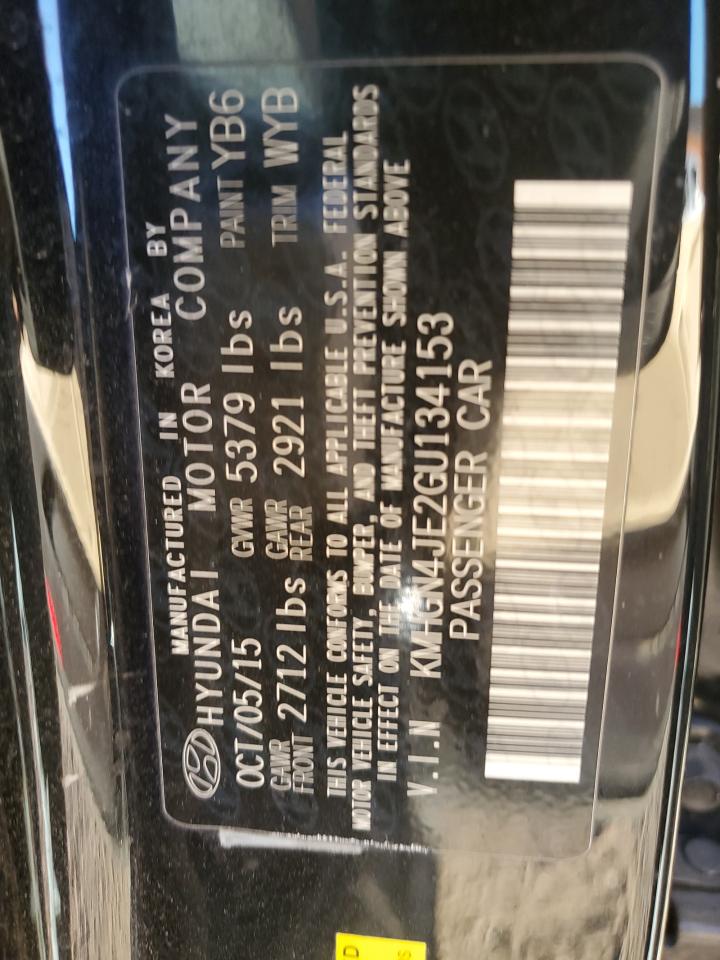 MANUFACTURED IN KOREA BY
HYUNDAI MOTOR COMPANY
OCT/05/15 GVWR 5379 lbs PAINT YB6
GAWR FRONT 2712 lbs GAWR REAR 2921 lbs TRIM WYB
THIS VEHICLE CONFORMS TO ALL APPLICABLE U.S.A. FEDERAL
MOTOR VEHICLE SAFETY, BUMPER, AND THEFT PREVENTION STANDARDS
IN EFFECT ON THE DATE OF MANUFACTURE SHOWN ABOVE
V.I.N KMHGN4JE2GU134153
PASSENGER CAR